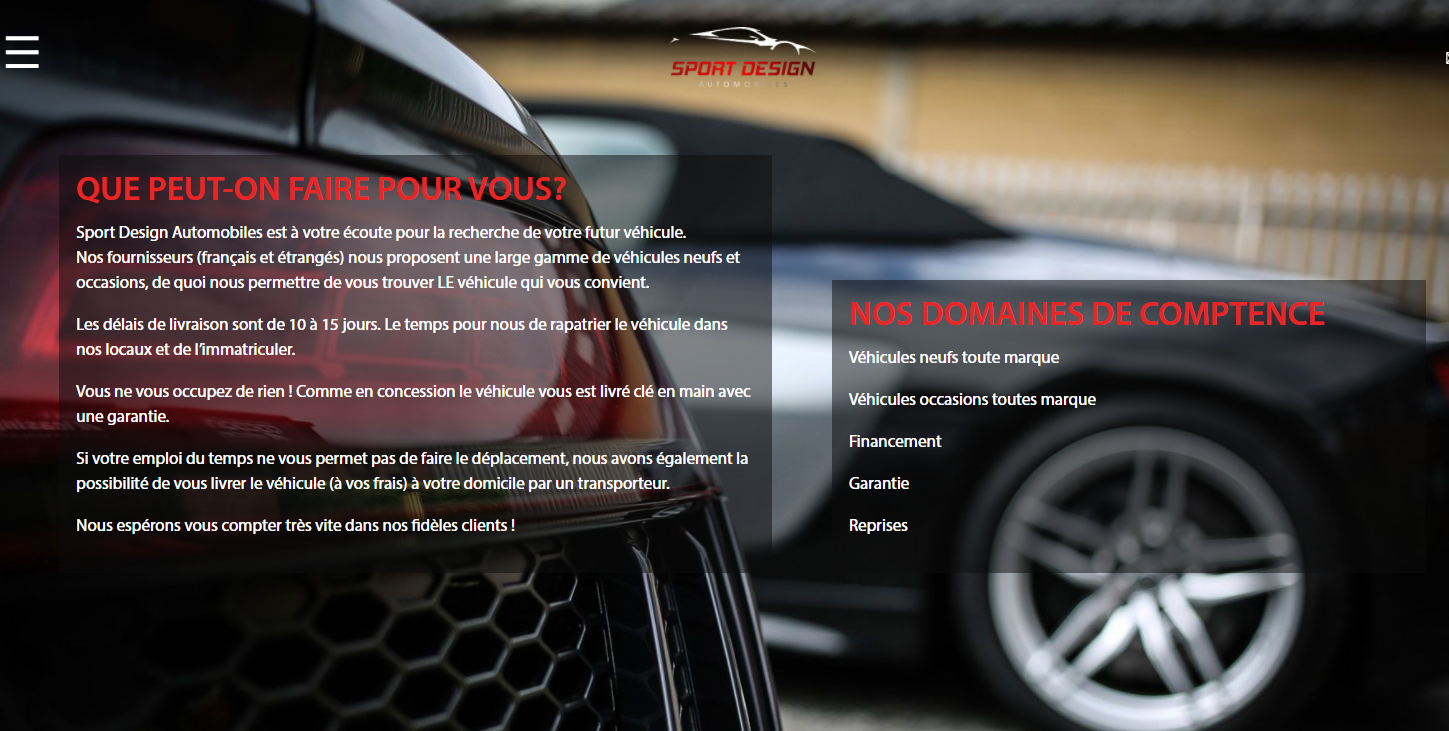 SPORT DESIGN
AUTOMOBILES
QUE PEUT-ON FAIRE POUR VOUS?
Sport Design Automobiles est à votre écoute pour la recherche de votre futur véhicule.
Nos fournisseurs (français et étrangés) nous proposent une large gamme de véhicules neufs et
occasions, de quoi nous permettre de vous trouver LE véhicule qui vous convient.
Les délais de livraison sont de 10 à 15 jours. Le temps pour nous de rapatrier le véhicule dans
nos locaux et de l’immatriculer.
Vous ne vous occupez de rien ! Comme en concession le véhicule vous est livré clé en main avec
une garantie.
Si votre emploi du temps ne vous permet pas de faire le déplacement, nous avons également la
possibilité de vous livrer le véhicule (à vos frais) à votre domicile par un transporteur.
Nous espérons vous compter très vite dans nos fidèles clients !
NOS DOMAINES DE COMPTENCE
Véhicules neufs toute marque
Véhicules occasions toutes marque
Financement
Garantie
Reprises